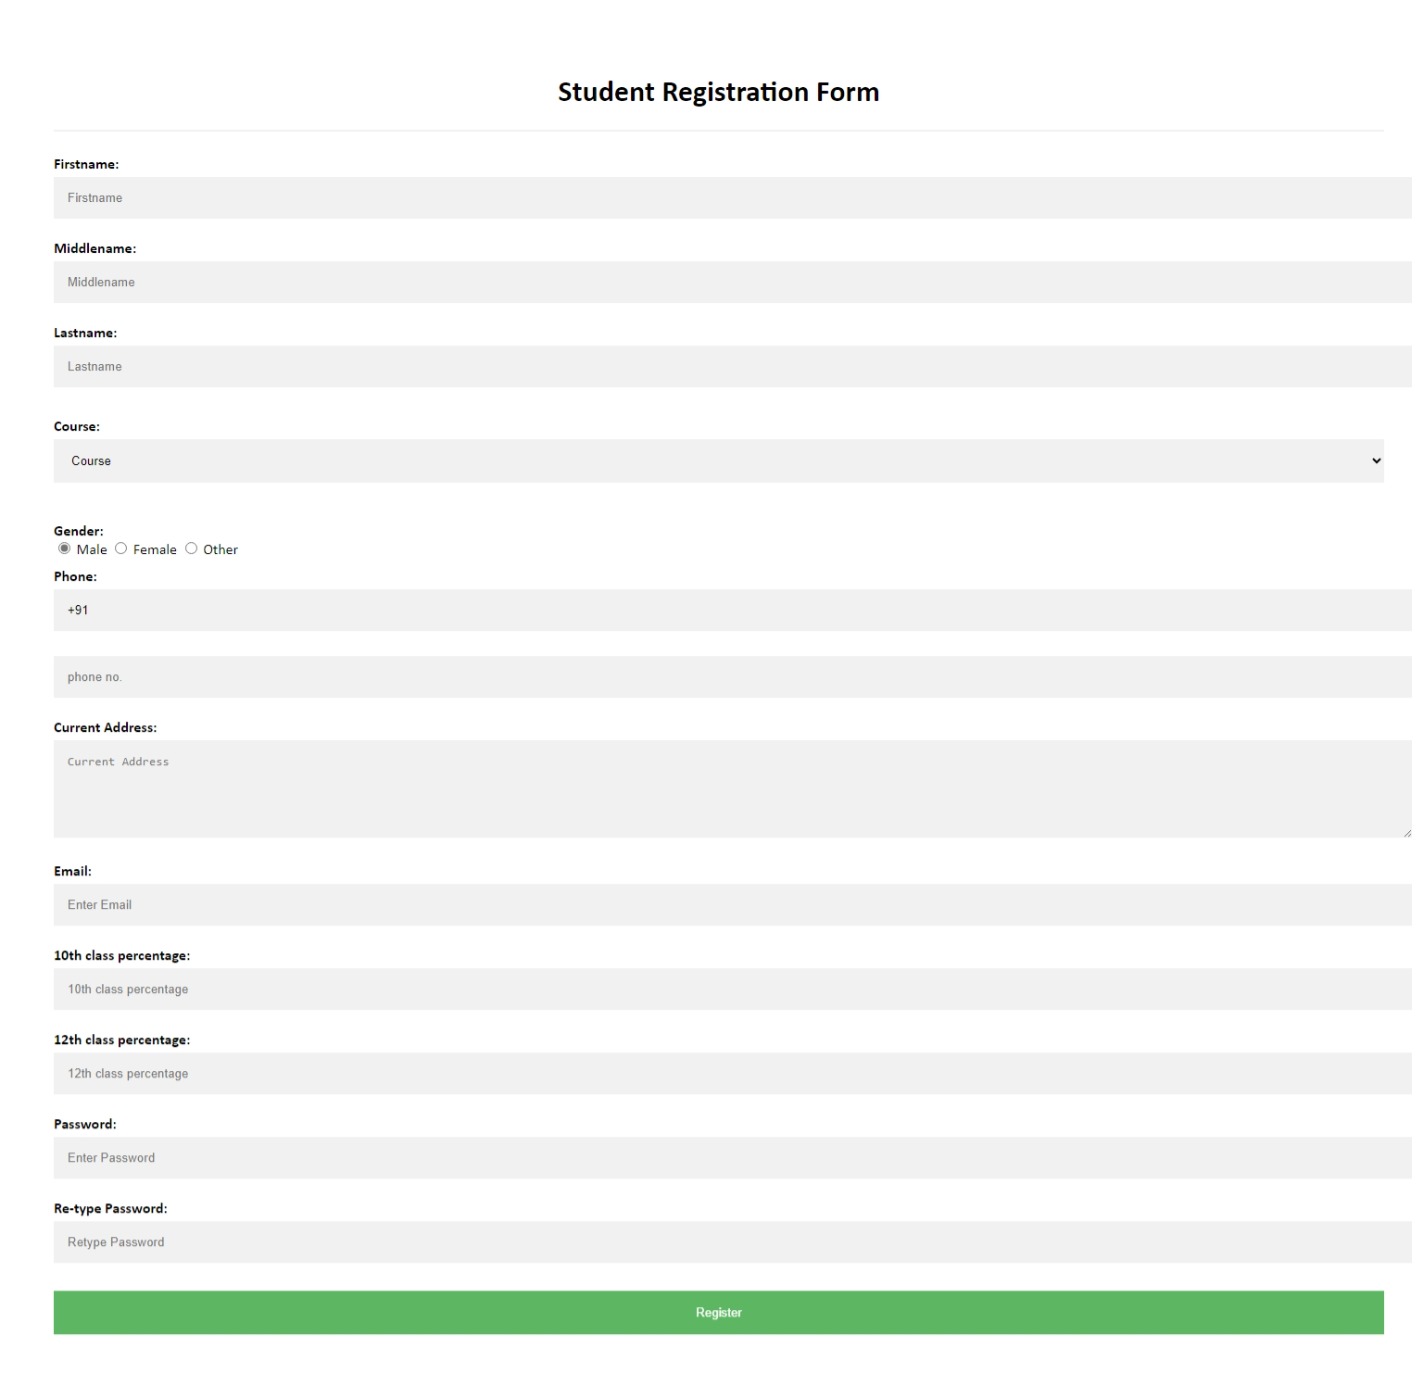 Student Registration Form
Firstname:
Firstname
Middlename:
Middlename
Lastname:
Lastname
Course:
Course
Gender:
Male Female Other
Phone:
+91
phone no.
Current Address:
Current Address
Email:
Enter Email
10th class percentage:
10th class percentage
12th class percentage:
12th class percentage
Password:
Enter Password
Re-type Password:
Retype Password
Register